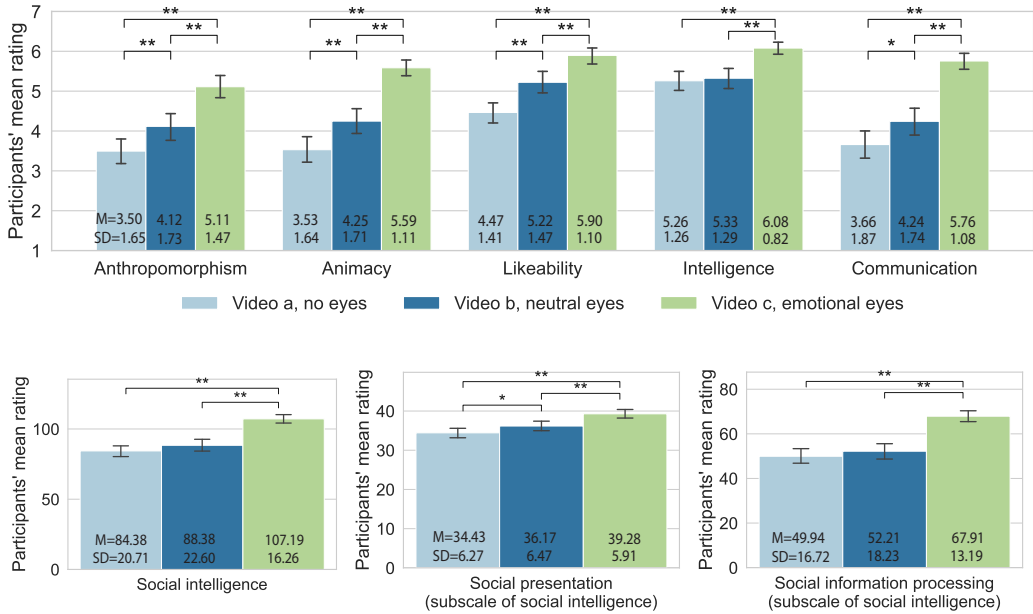 Participants' mean rating
7
6
5
4
3
2
1
** ** ** ** ** **
** ** ** ** ** **
** * **
M=3.50 4.12 5.11 3.53 4.25 5.59 4.47 5.22 5.90 5.26 5.33 6.08 3.66 4.24 5.76
SD=1.65 1.73 1.47 1.64 1.71 1.11 1.41 1.47 1.10 1.26 1.29 0.82 1.87 1.74 1.08
Anthropomorphism Animacy Likeability Intelligence Communication
Video a, no eyes Video b, neutral eyes Video c, emotional eyes
Participants' mean rating
100
50
0
**
**
M=84.38 88.38 107.19
SD=20.71 22.60 16.26
Social intelligence
Participants' mean rating
50
40
30
20
10
0
**
**
*
M=34.43 36.17 39.28
SD=6.27 6.47 5.91
Social presentation
(subscale of social intelligence)
Participants' mean rating
80
60
40
20
0
**
**
M=49.94 52.21 67.91
SD=16.72 18.23 13.19
Social information processing
(subscale of social intelligence)